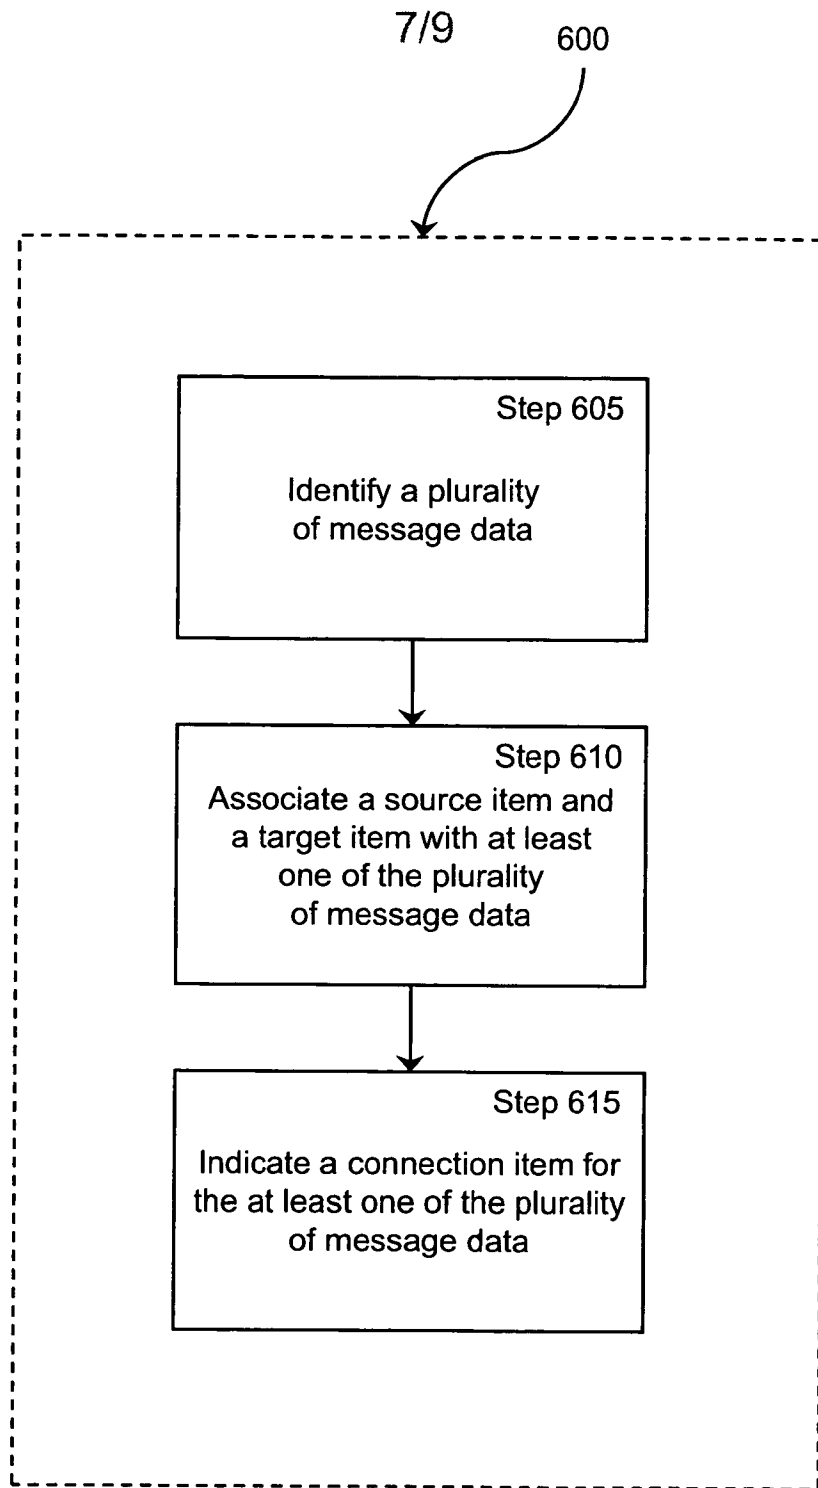 7/9
600
Step 605
Identify a plurality
of message data
Step 610
Associate a source item and
a target item with at least
one of the plurality
of message data
Step 615
Indicate a connection item for
the at least one of the plurality
of message data